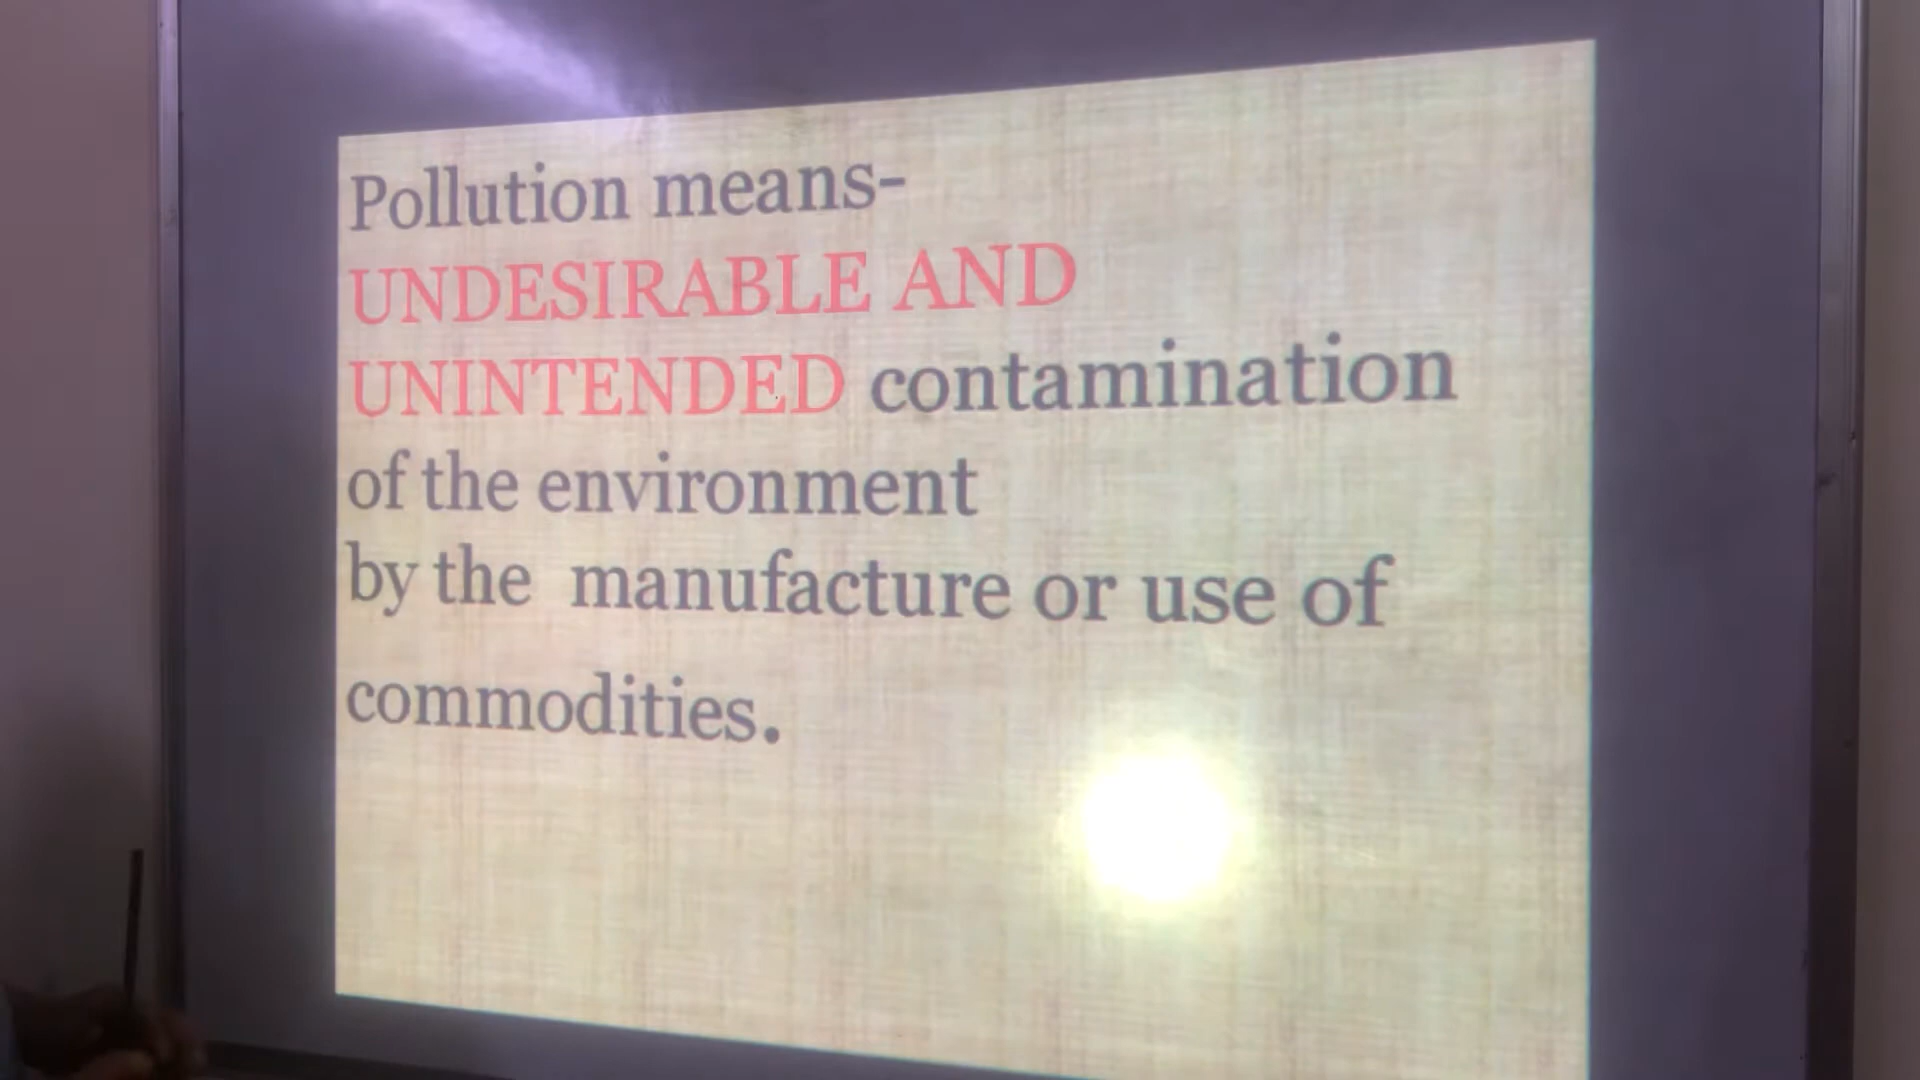 Pollution means-
UNDESIRABLE AND
UNINTENDED contamination
of the environment
by the manufacture or use of
commodities.